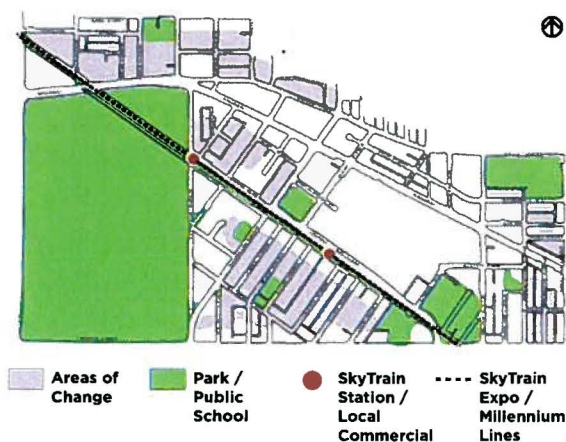 Areas of
Change
Park /
Public
School
SkyTrain
Station /
Local
Commercial
SkyTrain
Expo /
Millennium
Lines